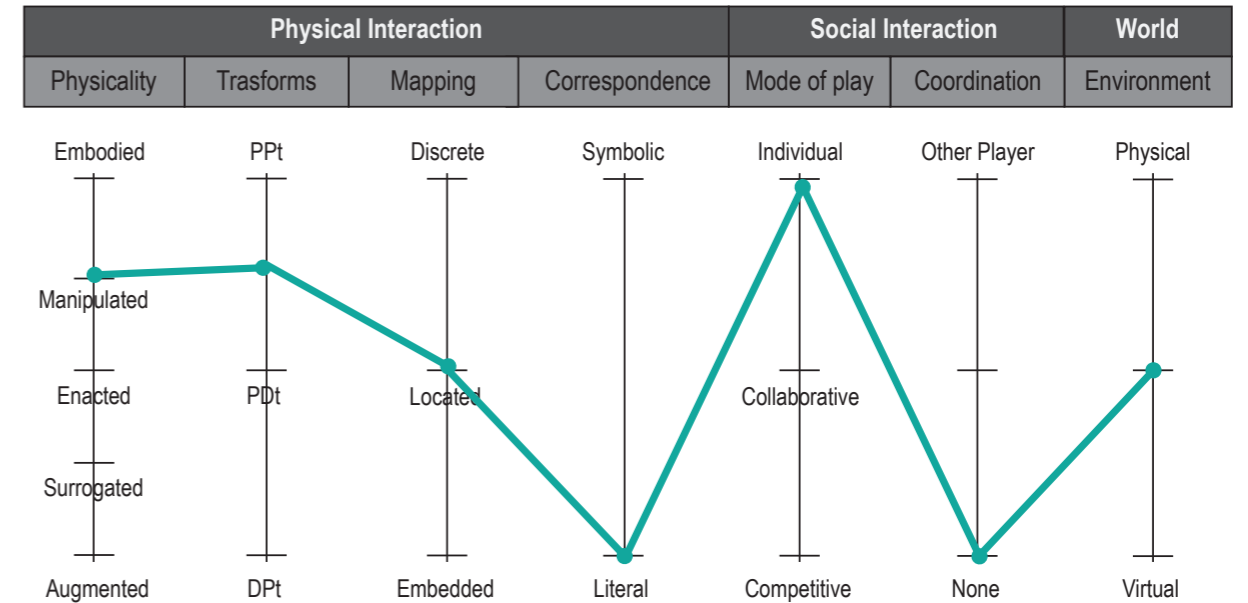 Physical Interaction Social Interaction World
Physicality Trasforms Mapping Correspondence Mode of play Coordination Environment
Embodied PPt Discrete Symbolic Individual Other Player Physical
Manipulated
Enacted PDt Located Collaborative
Surrogated
Augmented DPt Embedded Literal Competitive None Virtual